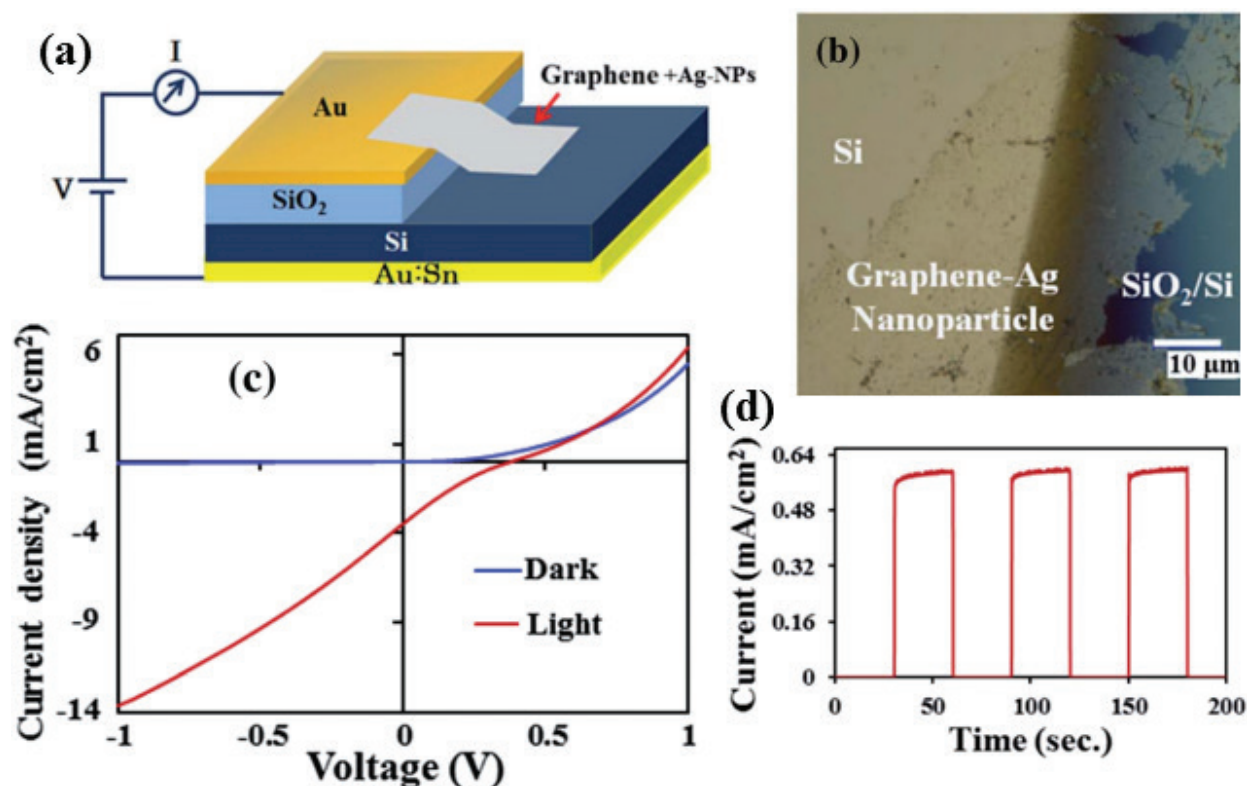 (a)
I
V
Au
Graphene +Ag-NPs
SiO₂
Si
Au:Sn
(b)
Si
Graphene-Ag
Nanoparticle
SiO₂/Si
10 µm
(c)
Current density (mA/cm²)
6
1
-4
-9
-14
Dark
Light
-1
-0.5
0
0.5
1
Voltage (V)
(d)
Current (mA/cm²)
0.64
0.48
0.32
0.16
0
0
50
100
150
200
Time (sec.)